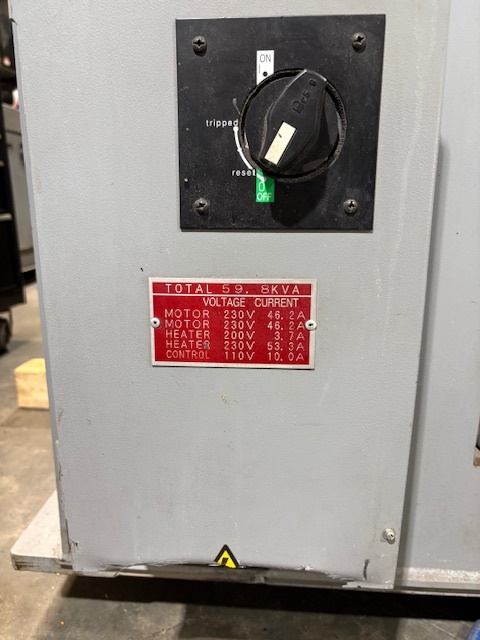 ON
tripped
reset
0
OFF
TOTAL 59.8KVA
VOLTAGE CURRENT
MOTOR 230V 46.2A
MOTOR 230V 46.2A
HEATER 200V 3.7A
HEATER 230V 53.3A
CONTROL 110V 10.0A